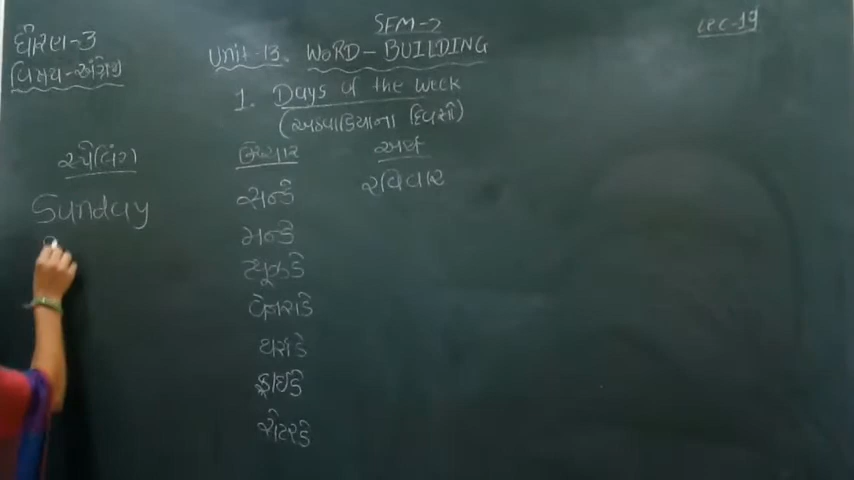 SEM-2
LEC-19
ધોરણ-3
Unit-13. WORD-BUILDING
વિષય-અંગ્રેજી
1. Days of the week
(અઠવાડિયાના દિવસો)
સ્પેલિંગ ઉચ્ચાર અર્થ
Sunday સન્ડે રવિવાર
મન્ડે
ટ્યુઝડે
વેનસડે
થર્સડે
ફ્રાઈડે
સેટરડે